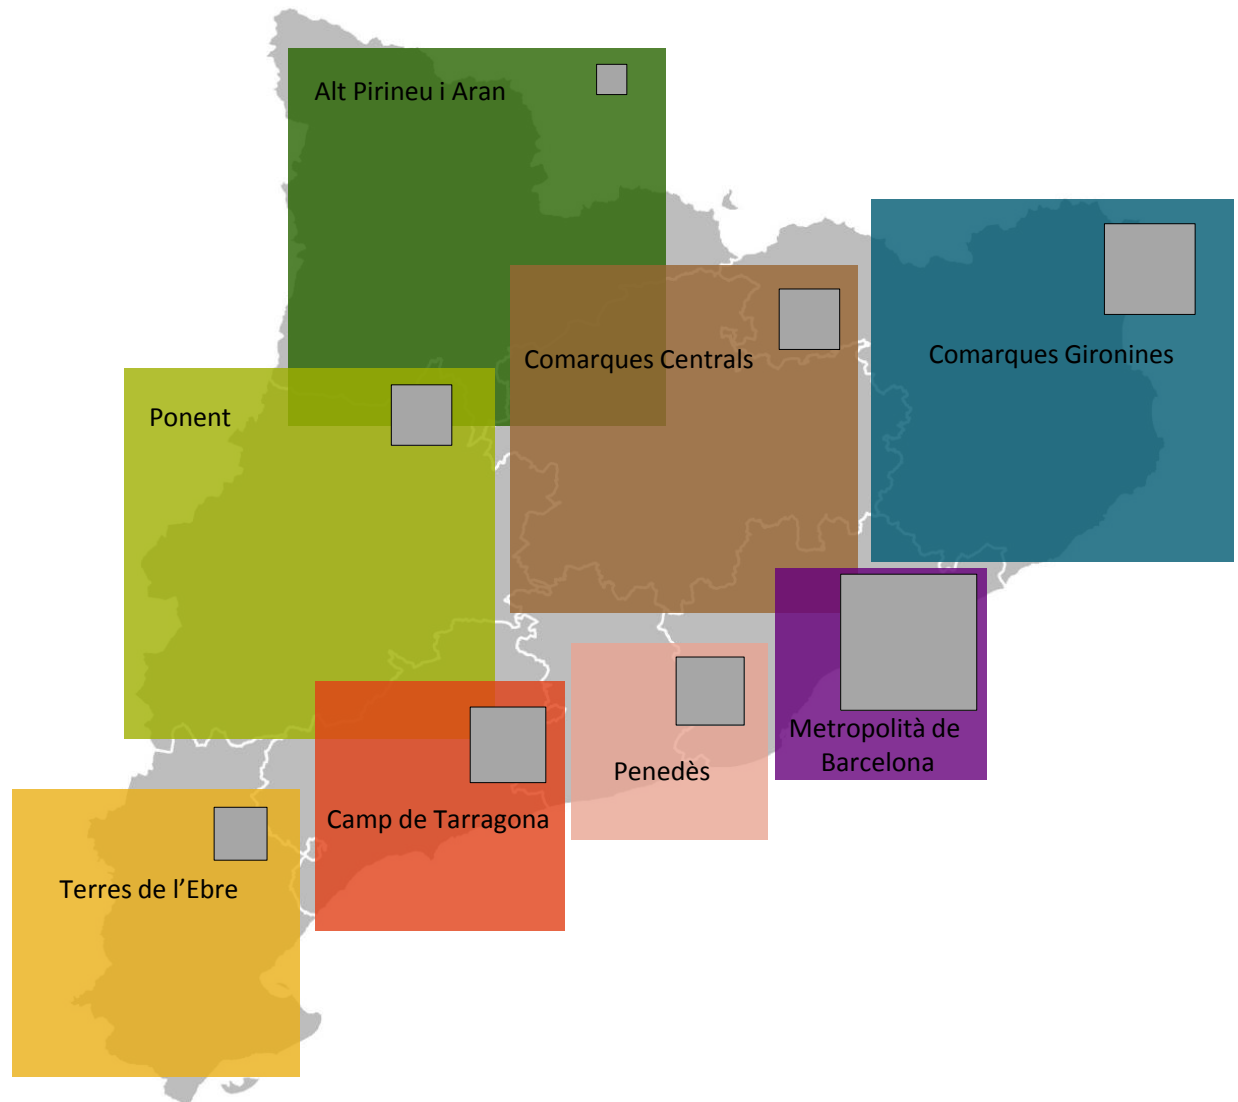 Alt Pirineu i Aran
Comarques Centrals
Comarques Gironines
Ponent
Metropolità de
Barcelona
Penedès
Camp de Tarragona
Terres de l’Ebre